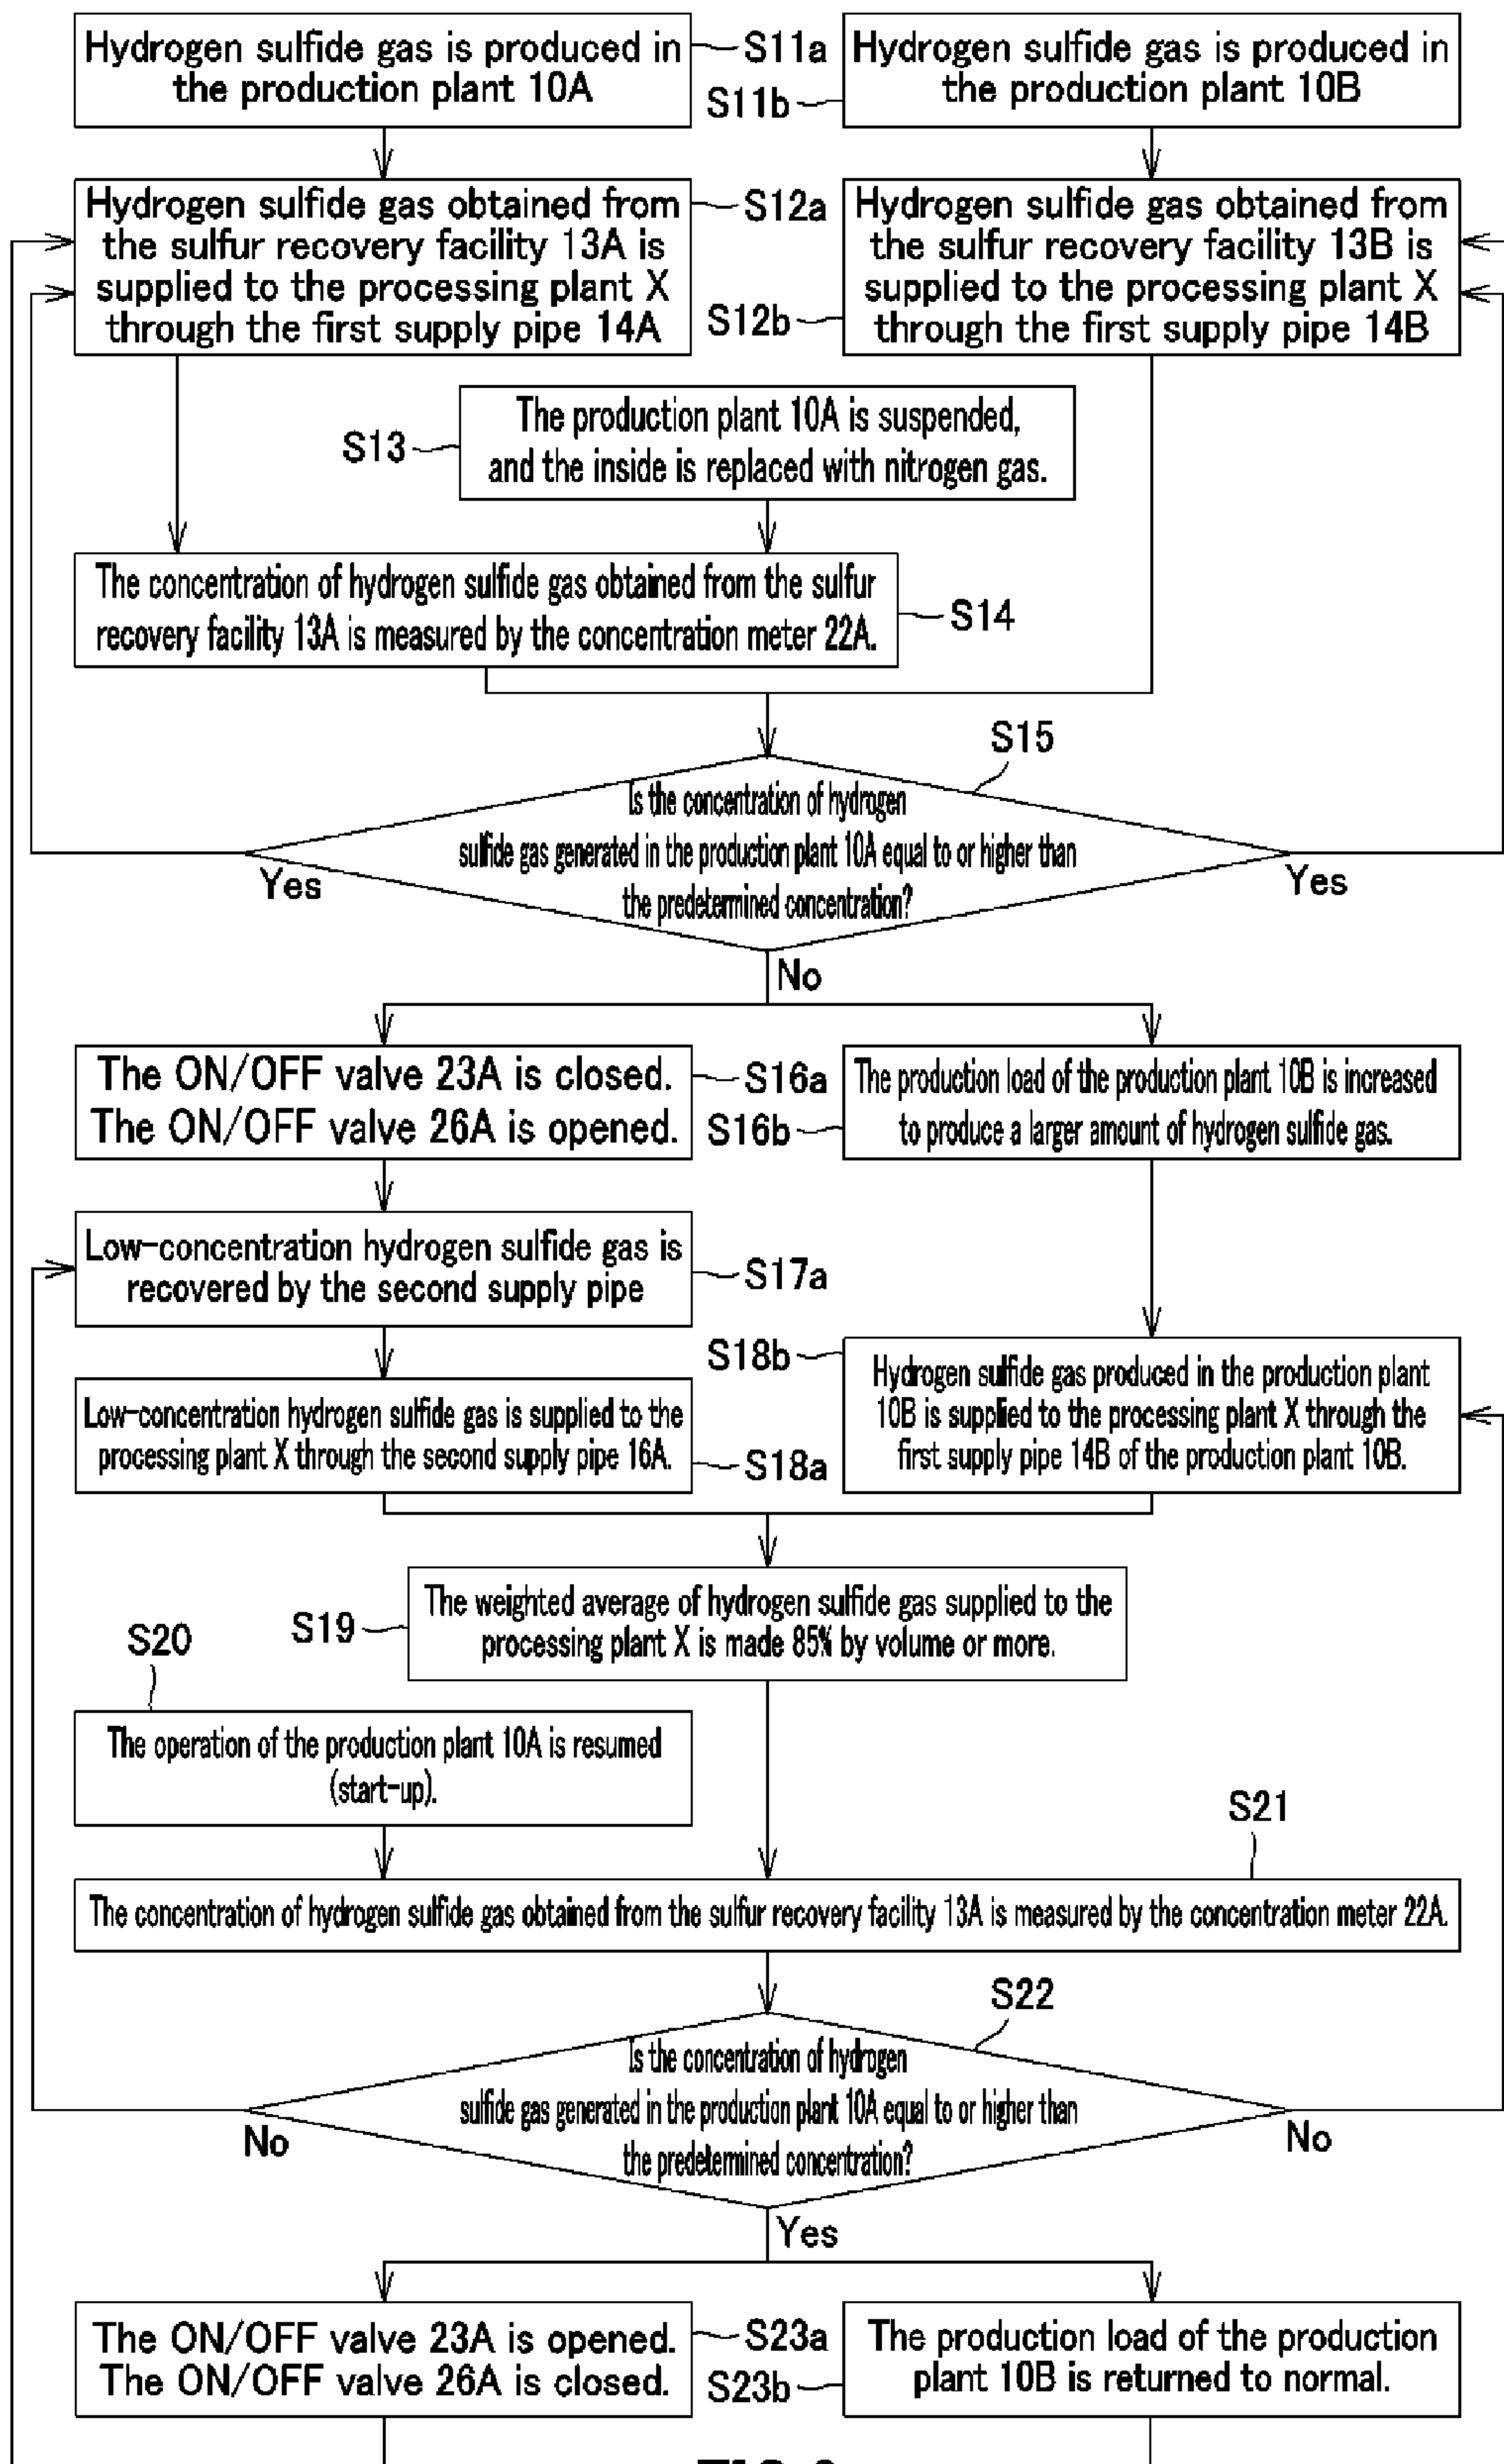 Hydrogen sulfide gas is produced in
the production plant 10A
S11a
Hydrogen sulfide gas is produced in
the production plant 10B
S11b
Hydrogen sulfide gas obtained from
the sulfur recovery facility 13A is
supplied to the processing plant X
through the first supply pipe 14A
S12a
Hydrogen sulfide gas obtained from
the sulfur recovery facility 13B is
supplied to the processing plant X
through the first supply pipe 14B
S12b
The production plant 10A is suspended,
and the inside is replaced with nitrogen gas.
S13
The concentration of hydrogen sulfide gas obtained from the sulfur
recovery facility 13A is measured by the concentration meter 22A.
S14
S15
Is the concentration of hydrogen
sulfide gas generated in the production plant 10A equal to or higher than
the predetermined concentration?
Yes
Yes
No
The ON/OFF valve 23A is closed.
The ON/OFF valve 26A is opened.
S16a
S16b
The production load of the production plant 10B is increased
to produce a larger amount of hydrogen sulfide gas.
Low-concentration hydrogen sulfide gas is
recovered by the second supply pipe
S17a
Low-concentration hydrogen sulfide gas is supplied to the
processing plant X through the second supply pipe 16A.
S18a
S18b
Hydrogen sulfide gas produced in the production plant
10B is supplied to the processing plant X through the
first supply pipe 14B of the production plant 10B.
S19
The weighted average of hydrogen sulfide gas supplied to the
processing plant X is made 85% by volume or more.
S20
The operation of the production plant 10A is resumed
(start-up).
S21
The concentration of hydrogen sulfide gas obtained from the sulfur recovery facility 13A is measured by the concentration meter 22A.
S22
Is the concentration of hydrogen
sulfide gas generated in the production plant 10A equal to or higher than
the predetermined concentration?
No
No
Yes
The ON/OFF valve 23A is opened.
The ON/OFF valve 26A is closed.
S23a
S23b
The production load of the production
plant 10B is returned to normal.